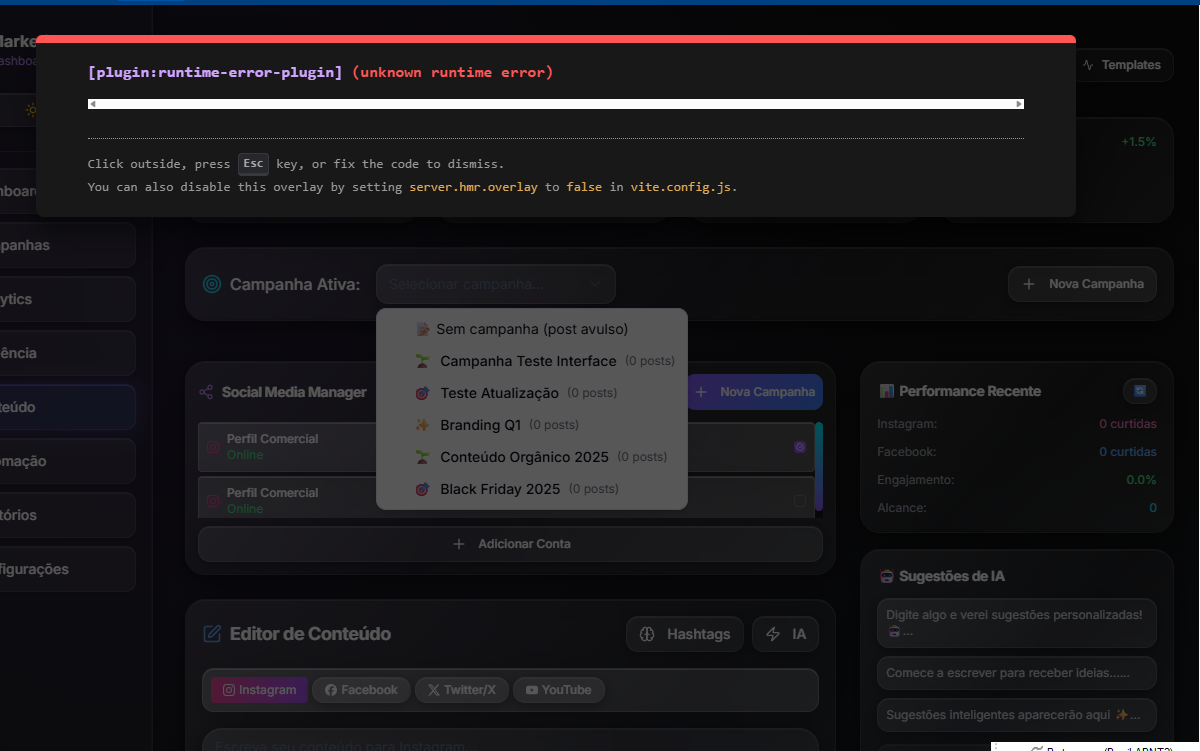 [plugin:runtime-error-plugin] (unknown runtime error)
Click outside, press Esc key, or fix the code to dismiss.
You can also disable this overlay by setting server.hmr.overlay to false in vite.config.js.
Templates
+1.5%
Campanha Ativa:
Selecionar campanha...
Nova Campanha
Sem campanha (post avulso)
Campanha Teste Interface (0 posts)
Teste Atualização (0 posts)
Branding Q1 (0 posts)
Conteúdo Orgânico 2025 (0 posts)
Black Friday 2025 (0 posts)
panhas
ytics
ência
teúdo
mação
tórios
figurações
Social Media Manager
Nova Campanha
Perfil Comercial
Online
Perfil Comercial
Online
Adicionar Conta
Performance Recente
Instagram: 0 curtidas
Facebook: 0 curtidas
Engajamento: 0.0%
Alcance: 0
Sugestões de IA
Digite algo e verei sugestões personalizadas!
...
Comece a escrever para receber ideias......
Sugestões inteligentes aparecerão aqui ✨...
Editor de Conteúdo
Hashtags
IA
Instagram
Facebook
Twitter/X
YouTube
Escreva seu conteúdo para Instagram